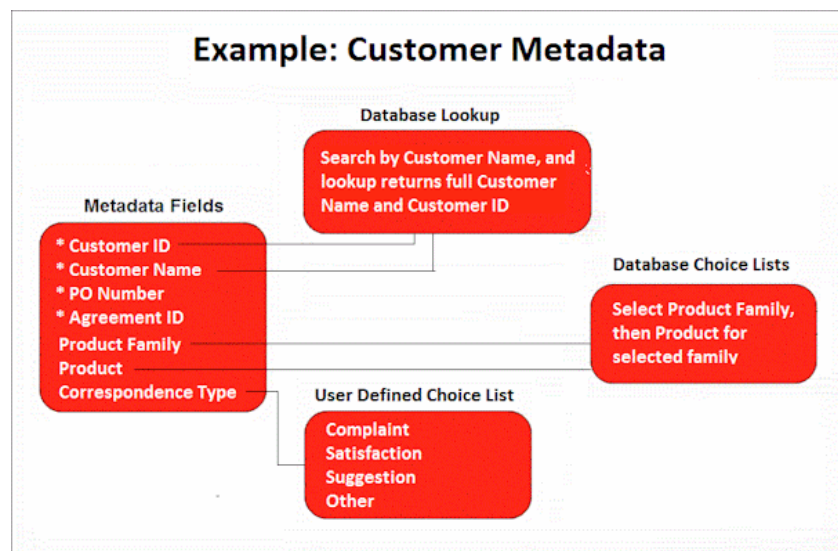 Example: Customer Metadata
Database Lookup
Search by Customer Name, and
lookup returns full Customer
Name and Customer ID
Metadata Fields
* Customer ID
* Customer Name
* PO Number
* Agreement ID
Product Family
Product
Correspondence Type
Database Choice Lists
Select Product Family,
then Product for
selected family
User Defined Choice List
Complaint
Satisfaction
Suggestion
Other